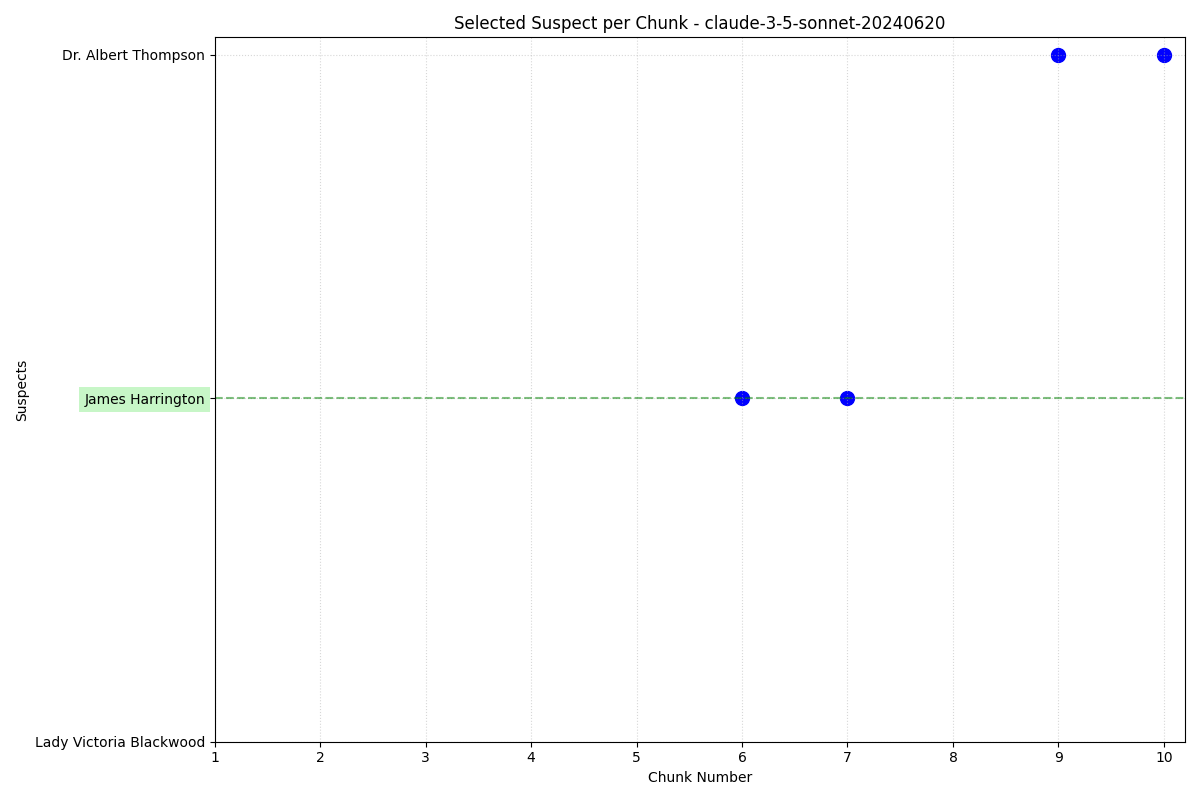 Selected Suspect per Chunk - claude-3-5-sonnet-20240620
Dr. Albert Thompson
Suspects
James Harrington
Lady Victoria Blackwood
1 2 3 4 5 6 7 8 9 10
Chunk Number